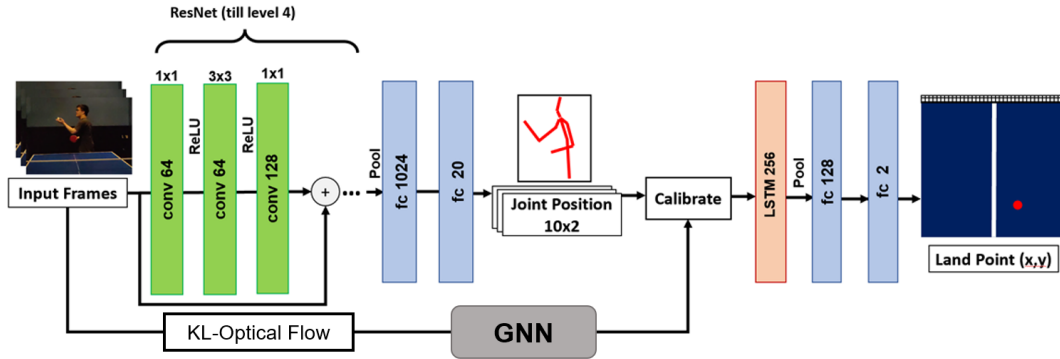 ResNet (till level 4)
1x1
3x3
1x1
conv 64
ReLU
conv 64
ReLU
conv 128
+
Pool
fc 1024
fc 20
Input Frames
Joint Position
10x2
Calibrate
LSTM 256
Pool
fc 128
fc 2
Land Point (x,y)
KL-Optical Flow
GNN